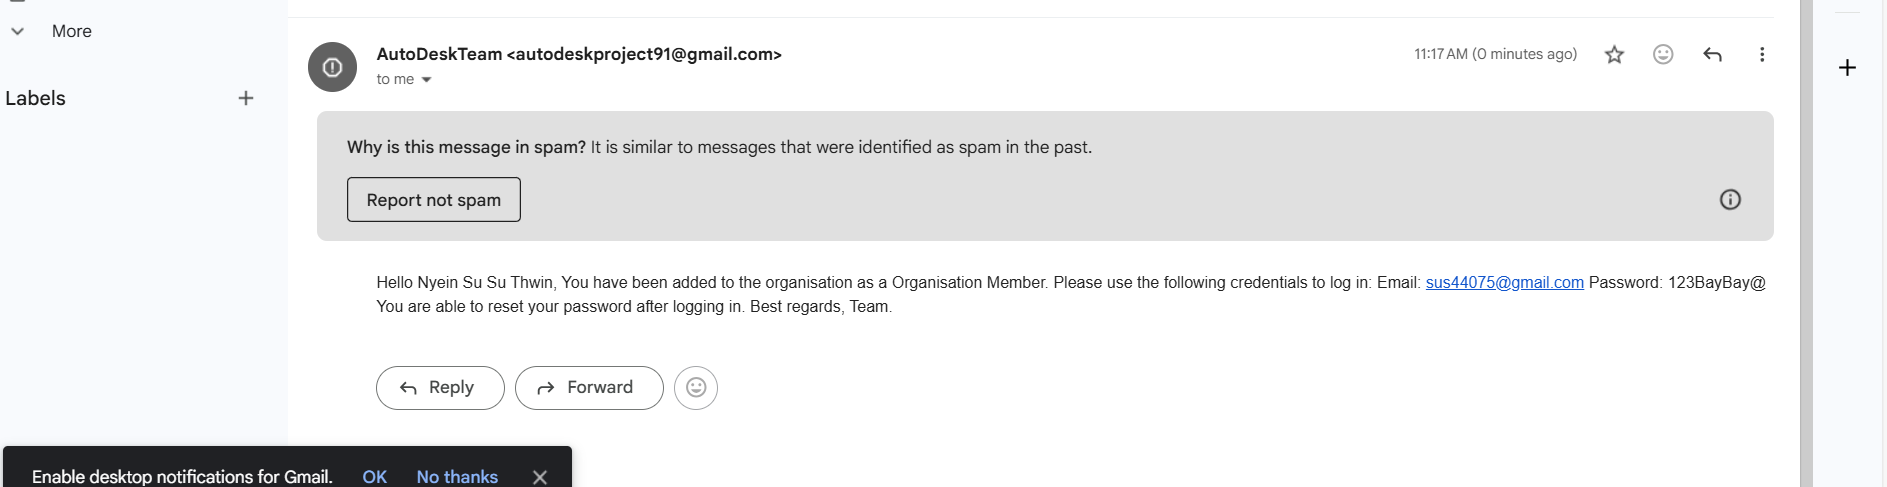 More
Labels
AutoDeskTeam <autodeskproject91@gmail.com>
11:17 AM (0 minutes ago)
to me
Why is this message in spam? It is similar to messages that were identified as spam in the past.
Report not spam
Hello Nyein Su Su Thwin, You have been added to the organisation as a Organisation Member. Please use the following credentials to log in: Email: sus44075@gmail.com Password: 123BayBay@
You are able to reset your password after logging in. Best regards, Team.
Reply
Forward
Enable desktop notifications for Gmail. OK No thanks